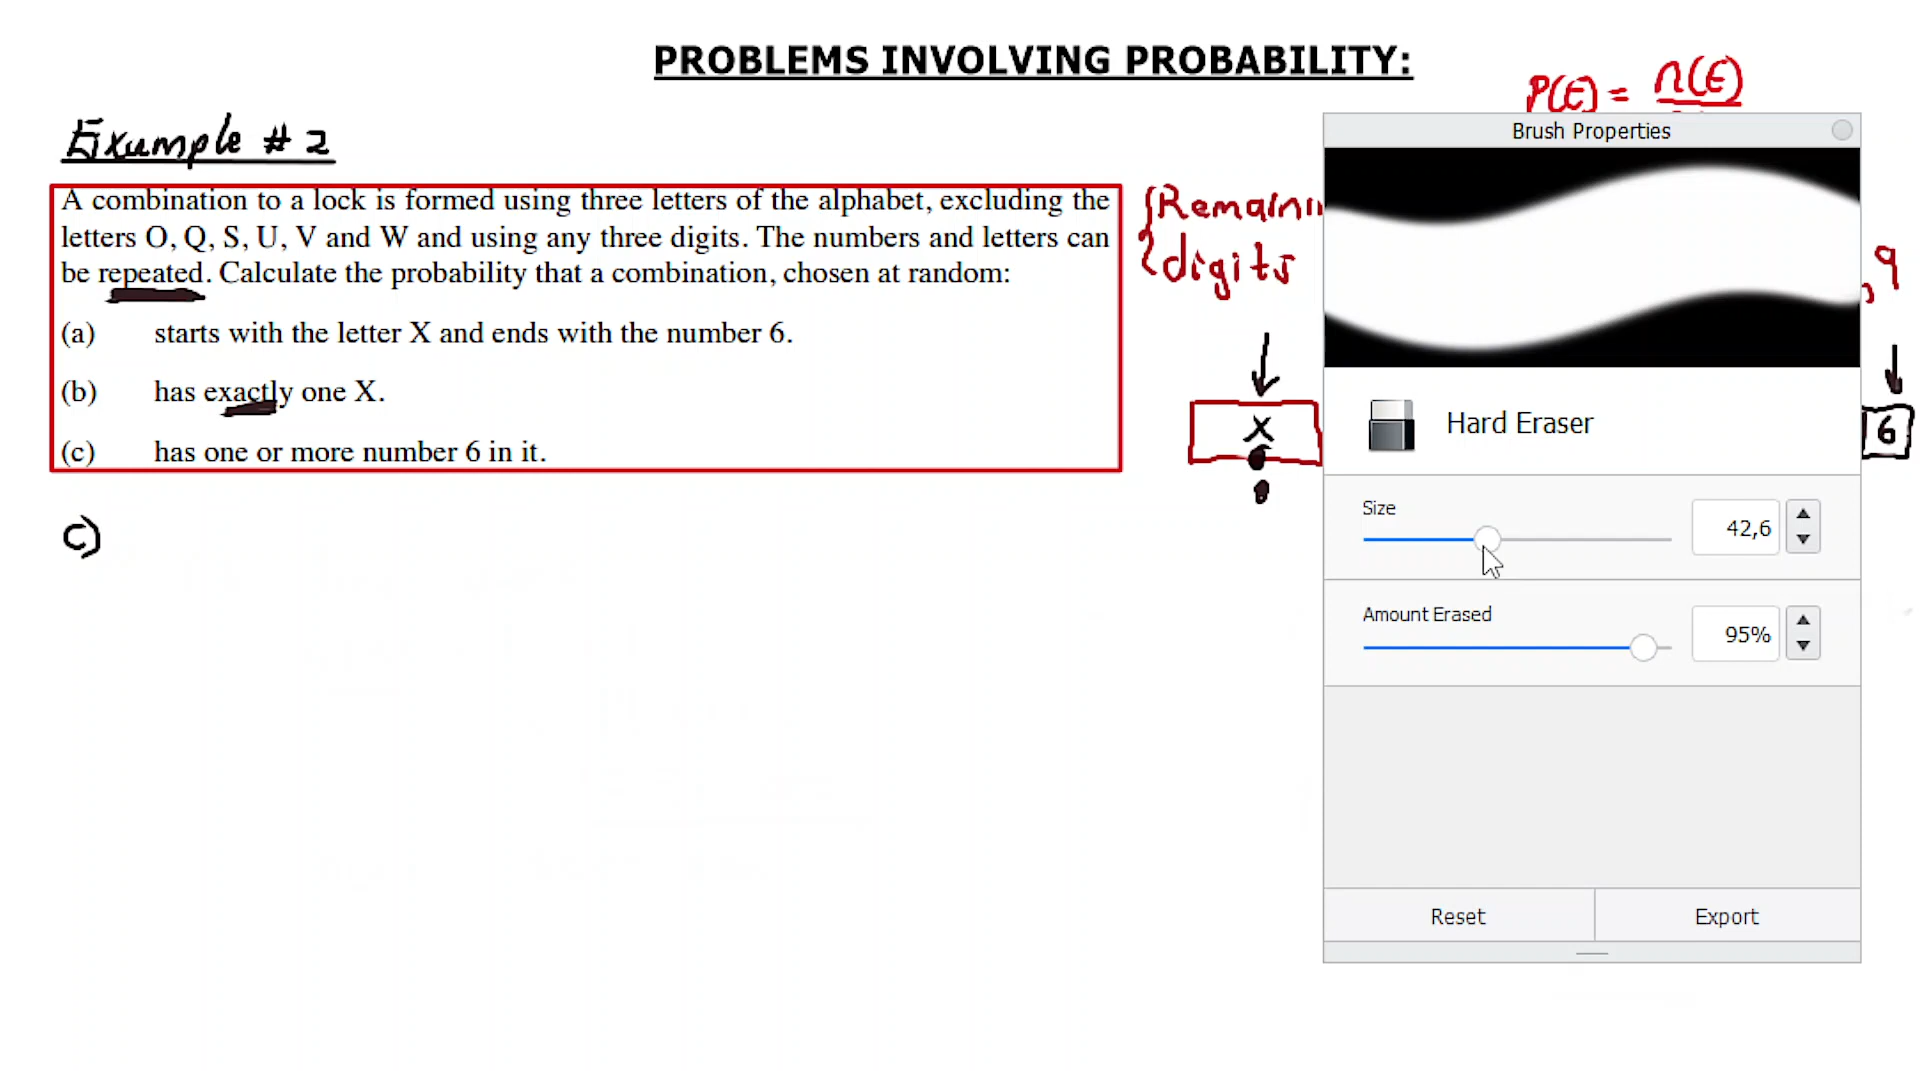 PROBLEMS INVOLVING PROBABILITY:
P(E) = n(E)
Example # 2
A combination to a lock is formed using three letters of the alphabet, excluding the
letters O, Q, S, U, V and W and using any three digits. The numbers and letters can
be repeated. Calculate the probability that a combination, chosen at random:
(a) starts with the letter X and ends with the number 6.
(b) has exactly one X.
(c) has one or more number 6 in it.
digits
, 9
X
6
c)
Brush Properties
Hard Eraser
Size
42,6
Amount Erased
95%
Reset
Export